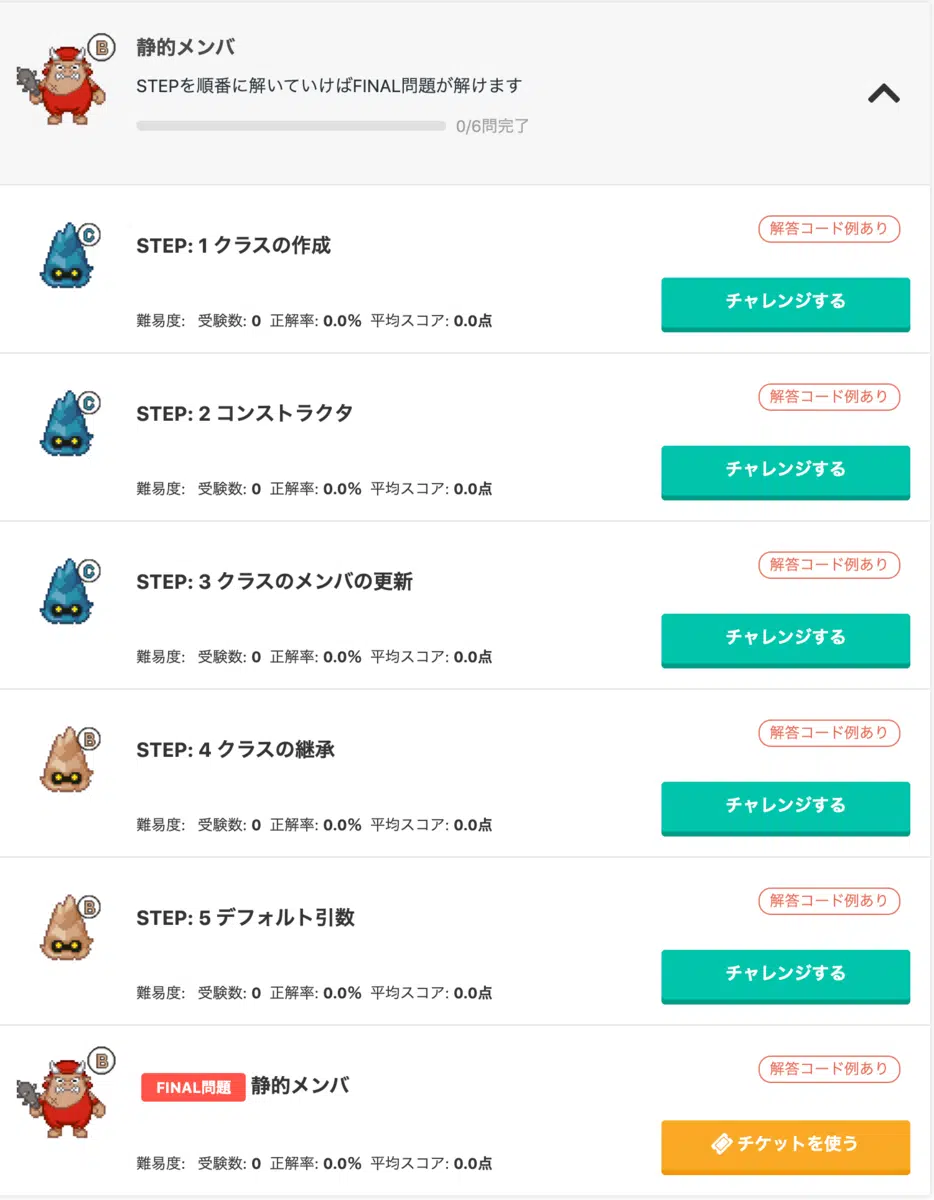 B
静的メンバ
STEPを順番に解いていけばFINAL問題が解けます
0/6問完了
C
STEP: 1 クラスの作成
解答コード例あり
チャレンジする
難易度: 受験数: 0 正解率: 0.0% 平均スコア: 0.0点
C
STEP: 2 コンストラクタ
解答コード例あり
チャレンジする
難易度: 受験数: 0 正解率: 0.0% 平均スコア: 0.0点
C
STEP: 3 クラスのメンバの更新
解答コード例あり
チャレンジする
難易度: 受験数: 0 正解率: 0.0% 平均スコア: 0.0点
B
STEP: 4 クラスの継承
解答コード例あり
チャレンジする
難易度: 受験数: 0 正解率: 0.0% 平均スコア: 0.0点
B
STEP: 5 デフォルト引数
解答コード例あり
チャレンジする
難易度: 受験数: 0 正解率: 0.0% 平均スコア: 0.0点
B
FINAL問題 静的メンバ
解答コード例あり
チケットを使う
難易度: 受験数: 0 正解率: 0.0% 平均スコア: 0.0点